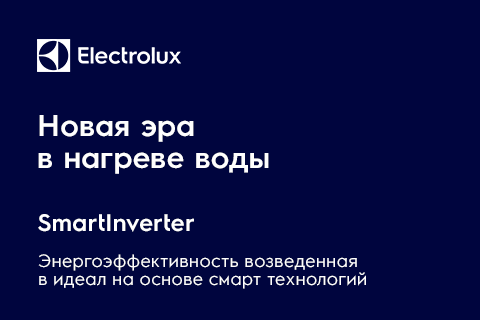 Electrolux
Новая эра
в нагреве воды
SmartInverter
Энергоэффективность возведенная
в идеал на основе смарт технологий